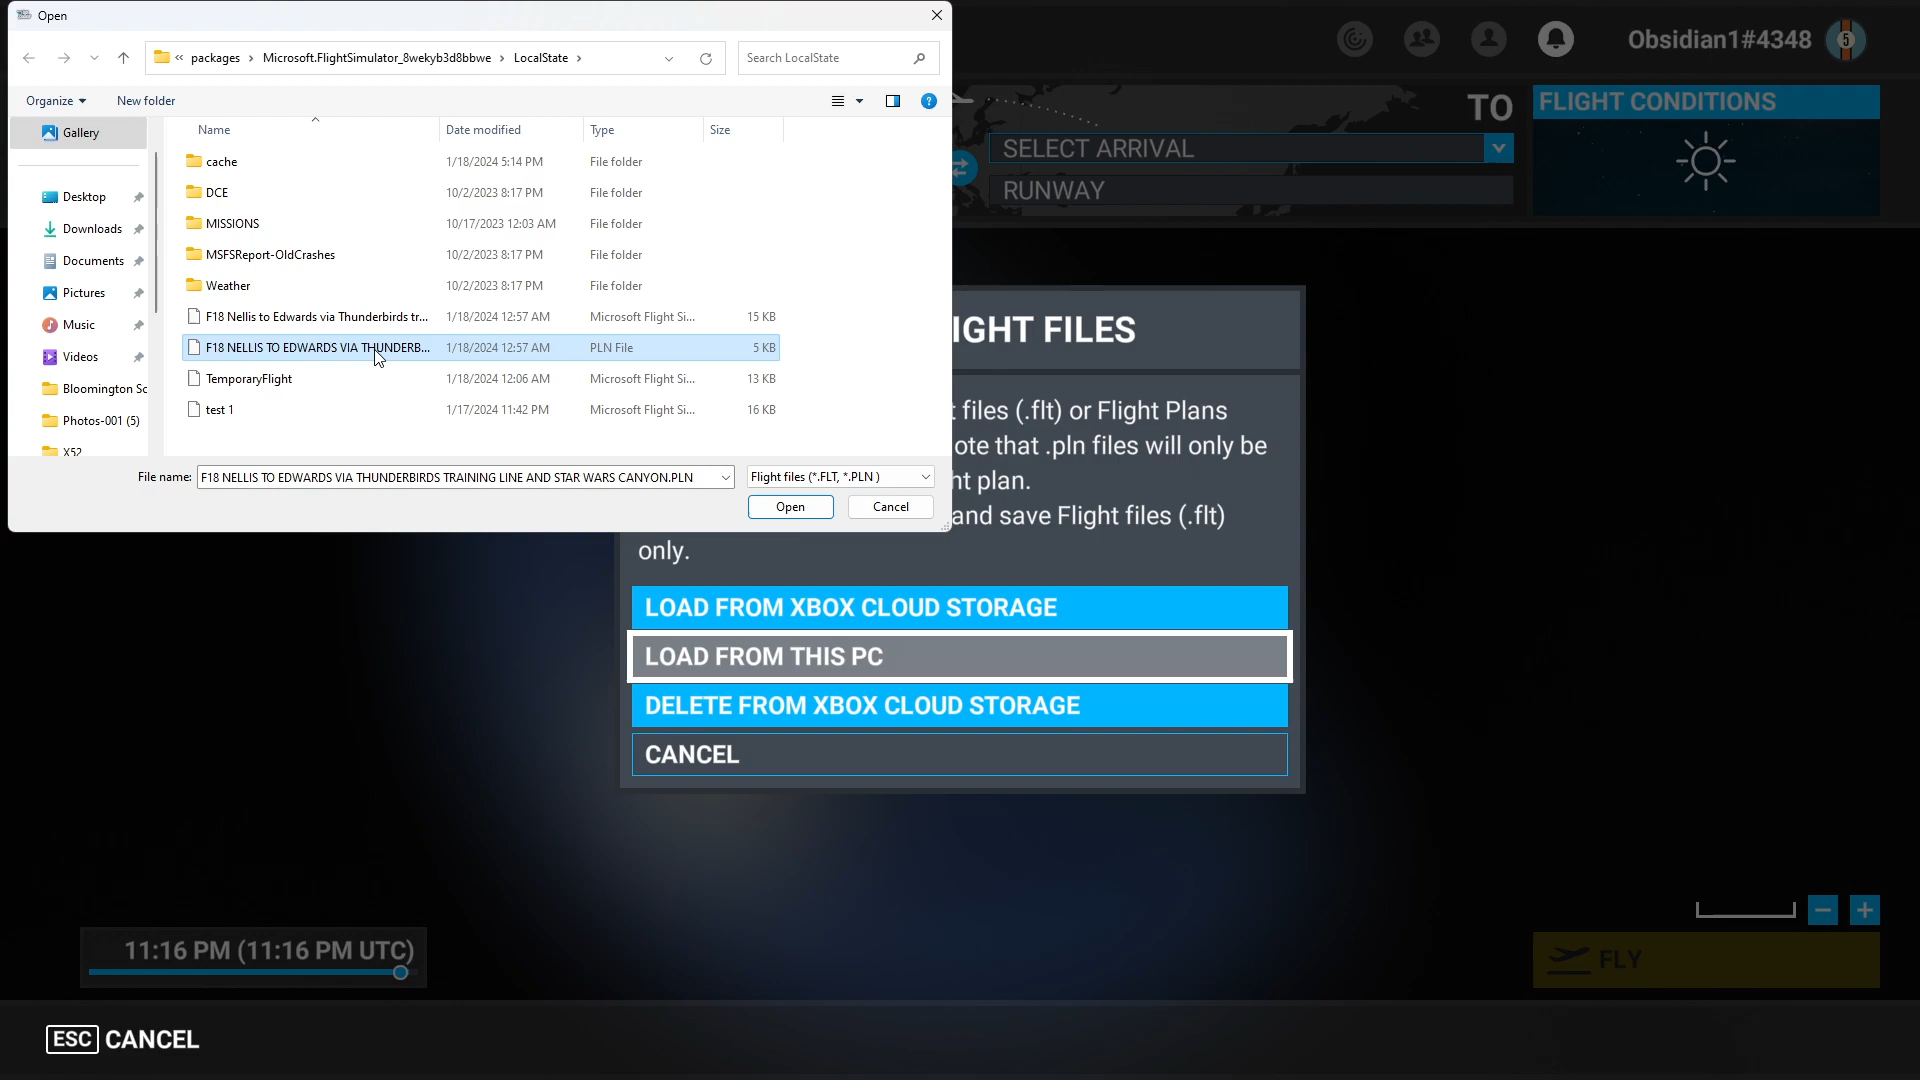 Open
« packages › Microsoft.FlightSimulator_8wekyb3d8bbwe › LocalState ›
Search LocalState
Organize
New folder
Gallery
Desktop
Downloads
Documents
Pictures
Music
Videos
Bloomington Sc
Photos-001 (5)
X52
Name Date modified Type Size
cache 1/18/2024 5:14 PM File folder
DCE 10/2/2023 8:17 PM File folder
MISSIONS 10/17/2023 12:03 AM File folder
MSFSReport-OldCrashes 10/2/2023 8:17 PM File folder
Weather 10/2/2023 8:17 PM File folder
F18 Nellis to Edwards via Thunderbirds tr... 1/18/2024 12:57 AM Microsoft Flight Si... 15 KB
F18 NELLIS TO EDWARDS VIA THUNDERB... 1/18/2024 12:57 AM PLN File 5 KB
TemporaryFlight 1/18/2024 12:06 AM Microsoft Flight Si... 13 KB
test 1 1/17/2024 11:42 PM Microsoft Flight Si... 16 KB
File name: F18 NELLIS TO EDWARDS VIA THUNDERBIRDS TRAINING LINE AND STAR WARS CANYON.PLN
Flight files (*.FLT, *.PLN )
Open
Cancel
Obsidian1#4348
5
TO
SELECT ARRIVAL
RUNWAY
FLIGHT CONDITIONS
IGHT FILES
files (.flt) or Flight Plans
ote that .pln files will only be
ht plan.
and save Flight files (.flt)
only.
LOAD FROM XBOX CLOUD STORAGE
LOAD FROM THIS PC
DELETE FROM XBOX CLOUD STORAGE
CANCEL
11:16 PM (11:16 PM UTC)
FLY
ESC CANCEL